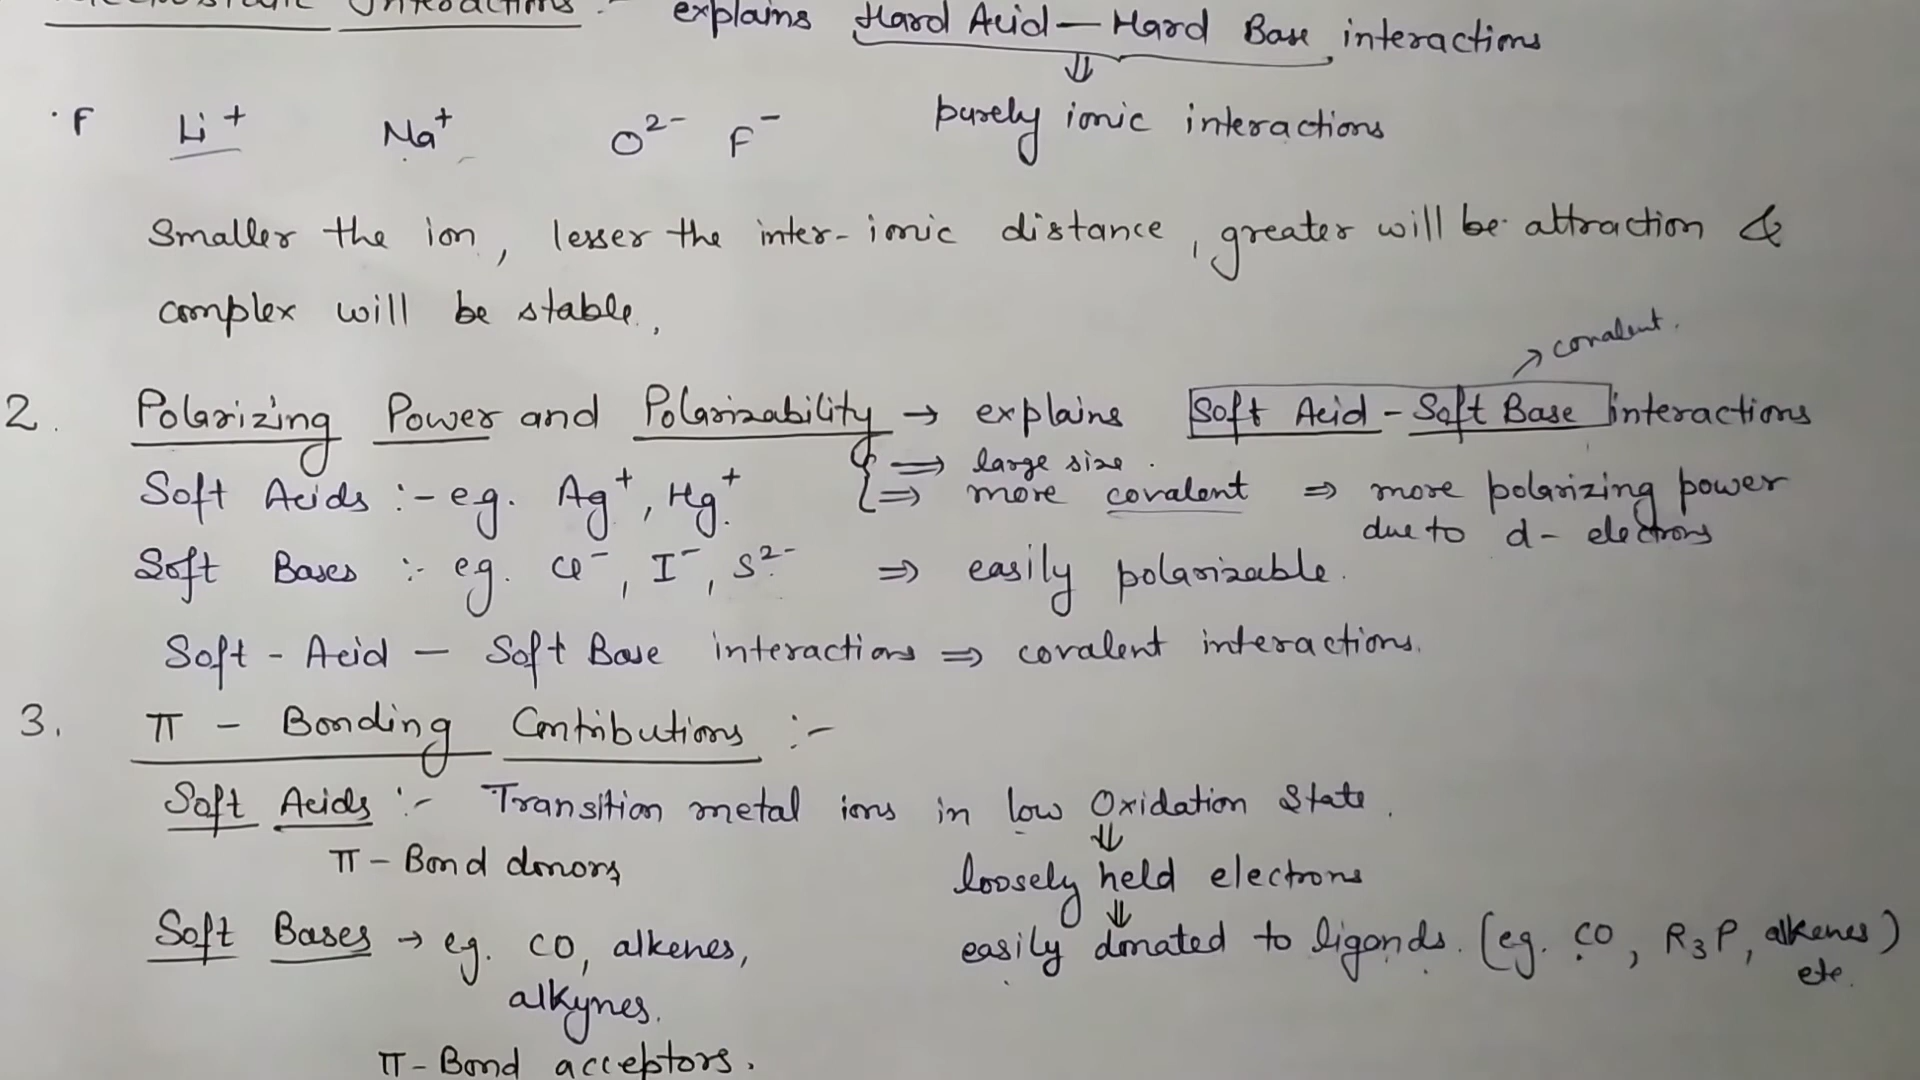 Interactions :- explains Hard Acid — Hard Base interactions
⇓
. F Li⁺ Na⁺ O²⁻ F⁻ purely ionic interactions
Smaller the ion, lesser the inter-ionic distance, greater will be attraction &
complex will be stable.
→ covalent.
2. Polarizing Power and Polarizability → explains Soft Acid - Soft Base interactions
⇒ large size.
Soft Acids :- eg. Ag⁺, Hg⁺ ⇒ more covalent ⇒ more polarizing power
due to d- electrons
Soft Bases :- eg. Cl⁻, I⁻, S²⁻ ⇒ easily polarizable.
Soft - Acid — Soft Base interactions ⇒ covalent interactions.
3. π - Bonding Contributions :-
Soft Acids :- Transition metal ions in low Oxidation State.
⇓
π - Bond donors loosely held electrons
⇓
Soft Bases → eg. CO, alkenes, easily donated to ligands. (eg. CO, R₃P, alkenes)
alkynes. etc.
π - Bond acceptors.